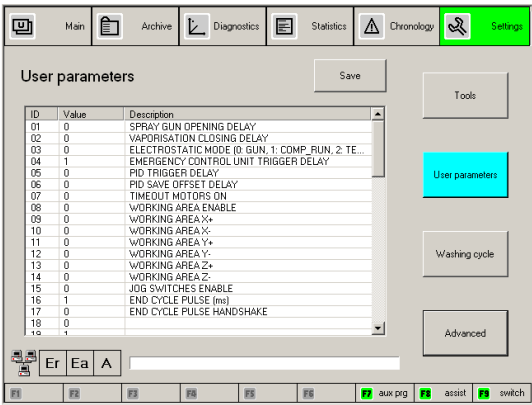 Main Archive Diagnostics Statistics Chronology Settings
User parameters
Save
Tools
User parameters
Washing cycle
Advanced
ID Value Description
01 0 SPRAY GUN OPENING DELAY
02 0 VAPORISATION CLOSING DELAY
03 0 ELECTROSTATIC MODE (0: GUN, 1: COMP_RUN, 2: TE...
04 1 EMERGENCY CONTROL UNIT TRIGGER DELAY
05 0 PID TRIGGER DELAY
06 0 PID SAVE OFFSET DELAY
07 0 TIMEOUT MOTORS ON
08 0 WORKING AREA ENABLE
09 0 WORKING AREA X+
10 0 WORKING AREA X-
11 0 WORKING AREA Y+
12 0 WORKING AREA Y-
13 0 WORKING AREA Z+
14 0 WORKING AREA Z-
15 0 JOG SWITCHES ENABLE
16 1 END CYCLE PULSE (ms)
17 0 END CYCLE PULSE HANDSHAKE
18 0
19 1
Er Ea A
F1 F2 F3 F4 F5 F6 F7 aux prg F8 assist F9 switch